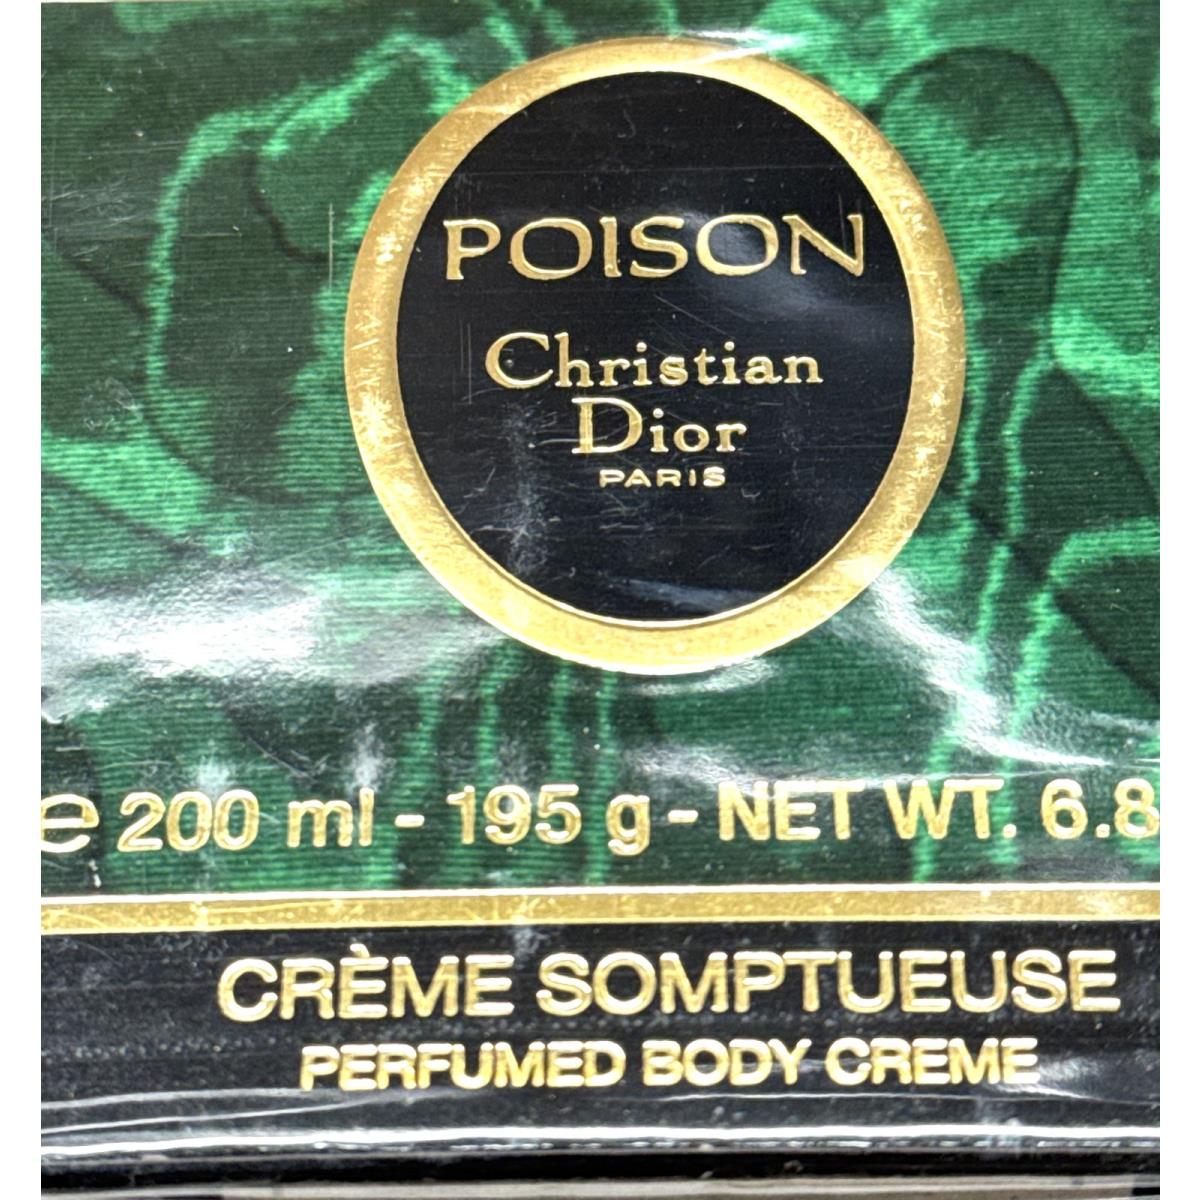 POISON
Christian
Dior
PARIS
e 200 ml - 195 g - NET WT. 6.8
CRÈME SOMPTUEUSE
PERFUMED BODY CREME